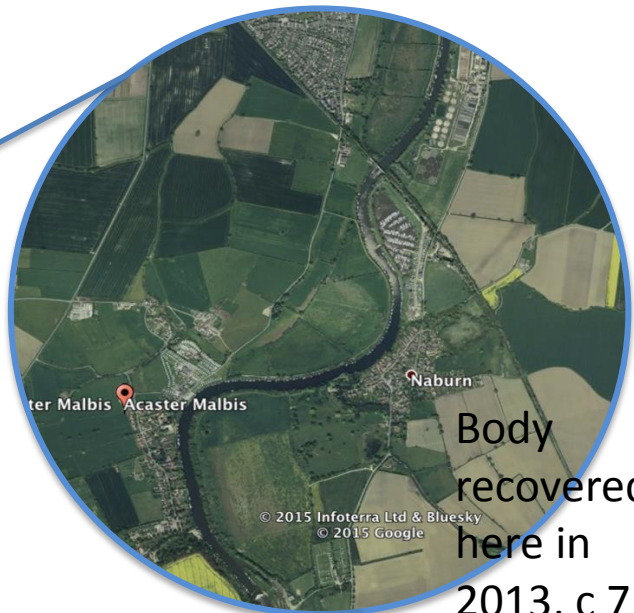 ter Malbis Acaster Malbis
Naburn
Body
recovered
here in
© 2015 Infoterra Ltd & Bluesky
© 2015 Google
2013. c 7